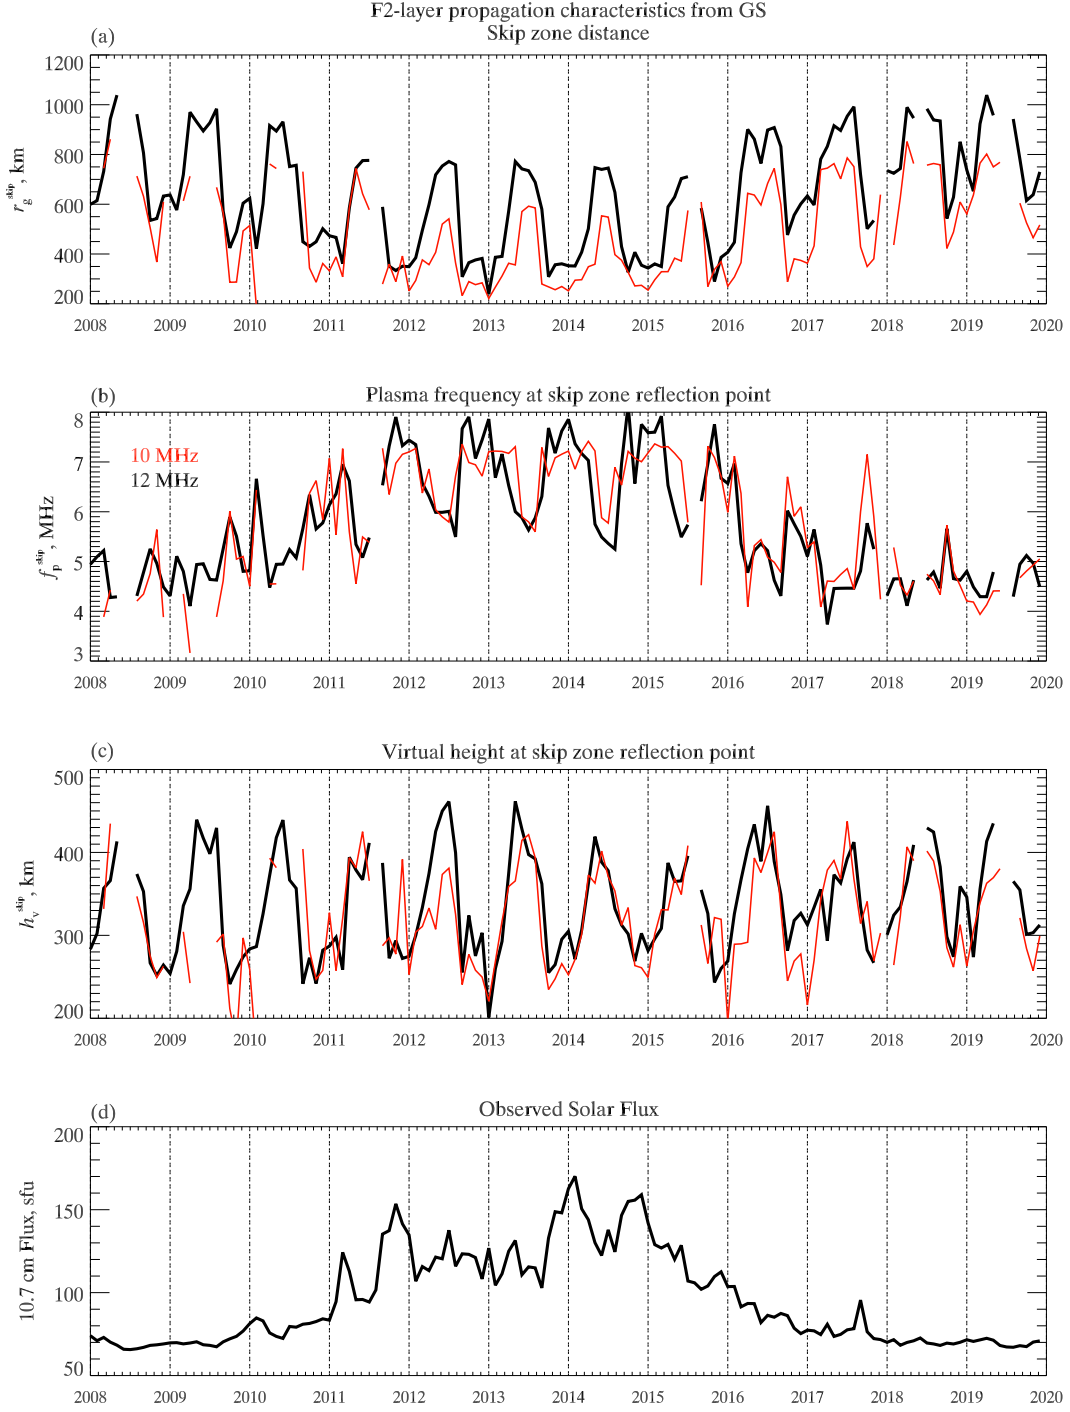 F2-layer propagation characteristics from GS
(a)
Skip zone distance
1200
1000
800
600
400
200
r_g^skip, km
2008 2009 2010 2011 2012 2013 2014 2015 2016 2017 2018 2019 2020
(b)
Plasma frequency at skip zone reflection point
8
7
6
5
4
3
10 MHz
12 MHz
f_p^skip, MHz
2008 2009 2010 2011 2012 2013 2014 2015 2016 2017 2018 2019 2020
(c)
Virtual height at skip zone reflection point
500
400
300
200
h_v^skip, km
2008 2009 2010 2011 2012 2013 2014 2015 2016 2017 2018 2019 2020
(d)
Observed Solar Flux
200
150
100
50
10.7 cm Flux, sfu
2008 2009 2010 2011 2012 2013 2014 2015 2016 2017 2018 2019 2020